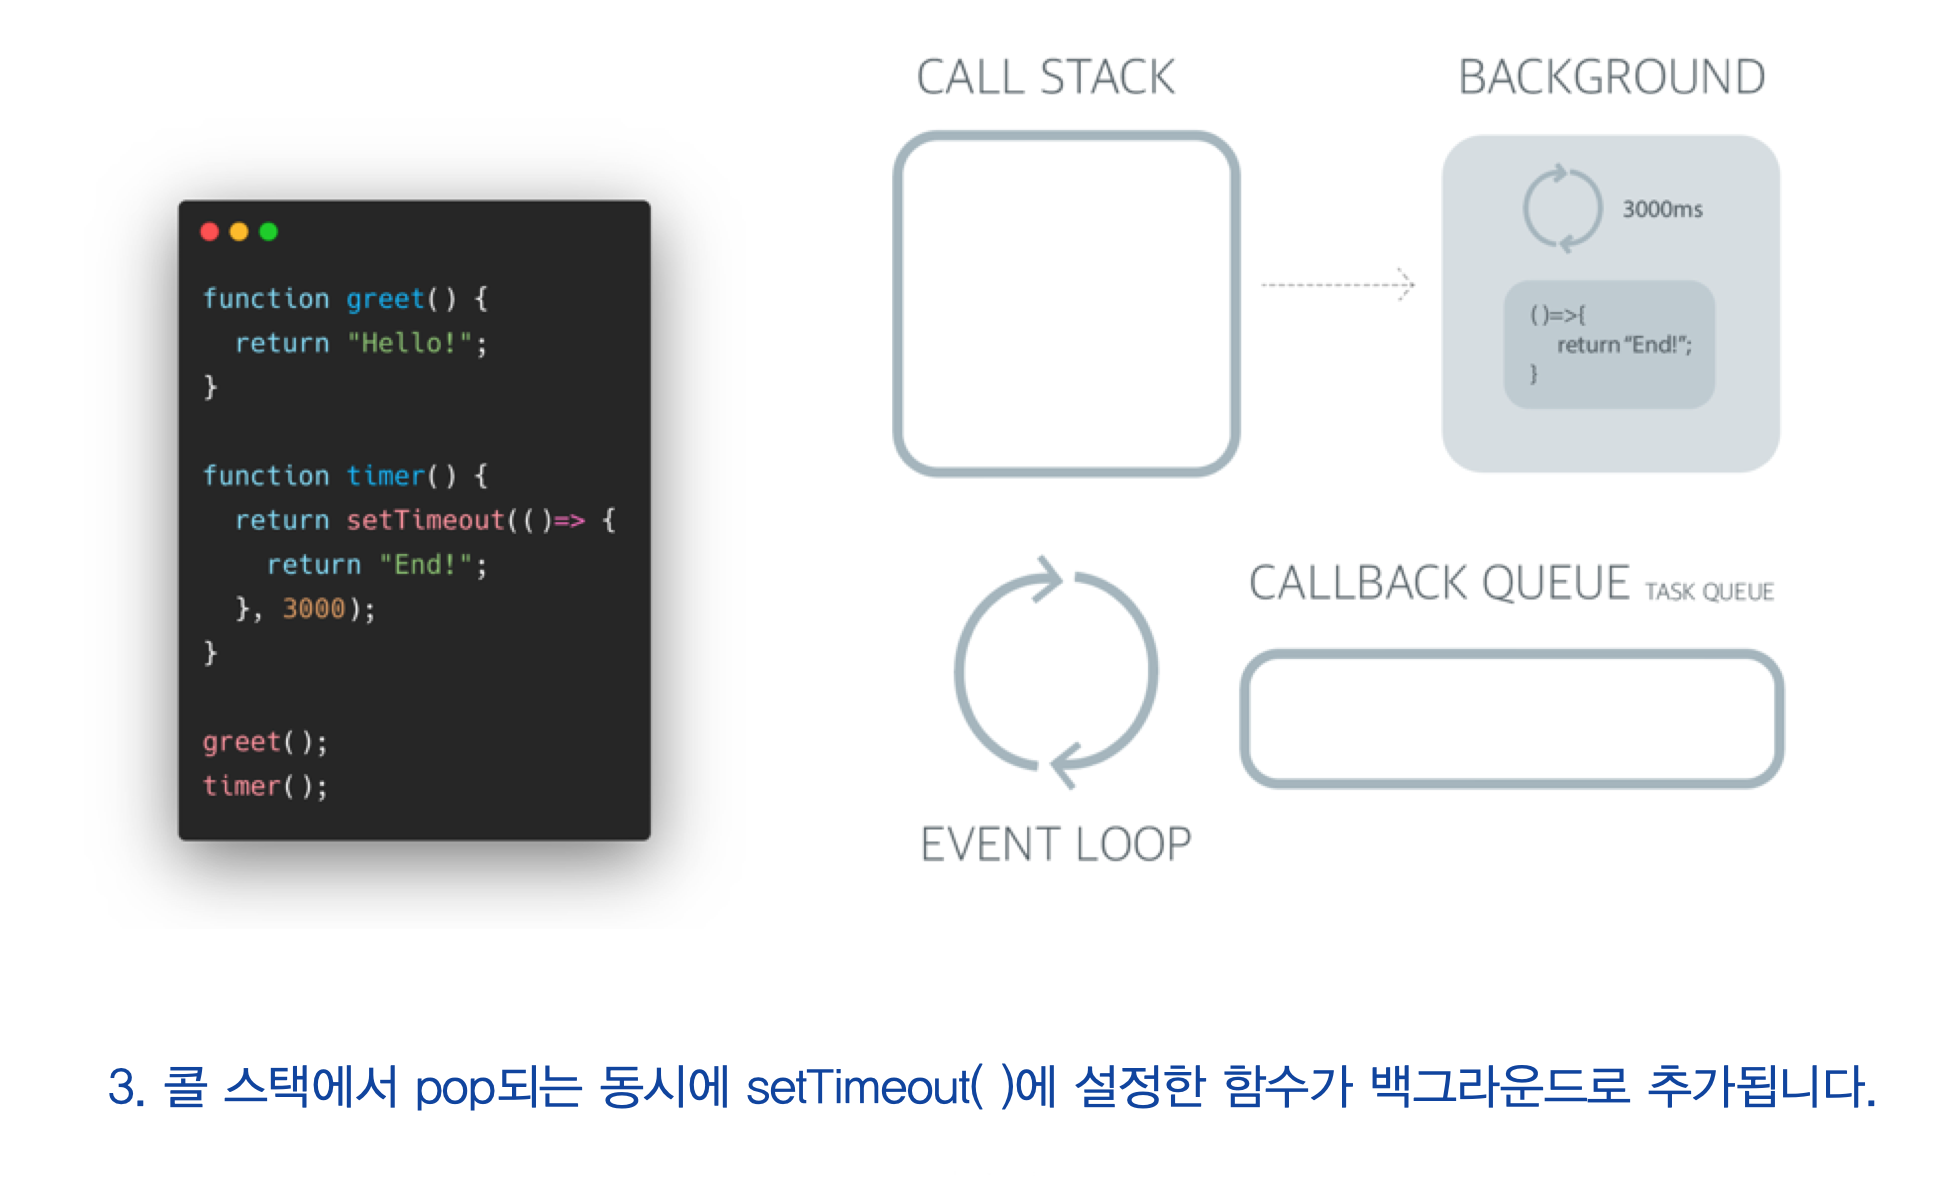 function greet() {
  return "Hello!";
}
function timer() {
  return setTimeout(()=> {
    return "End!";
  }, 3000);
}
greet();
timer();
CALL STACK
BACKGROUND
3000ms
()=>{
return "End!";
}
CALLBACK QUEUE TASK QUEUE
EVENT LOOP
3. 콜 스택에서 pop되는 동시에 setTimeout( )에 설정한 함수가 백그라운드로 추가됩니다.